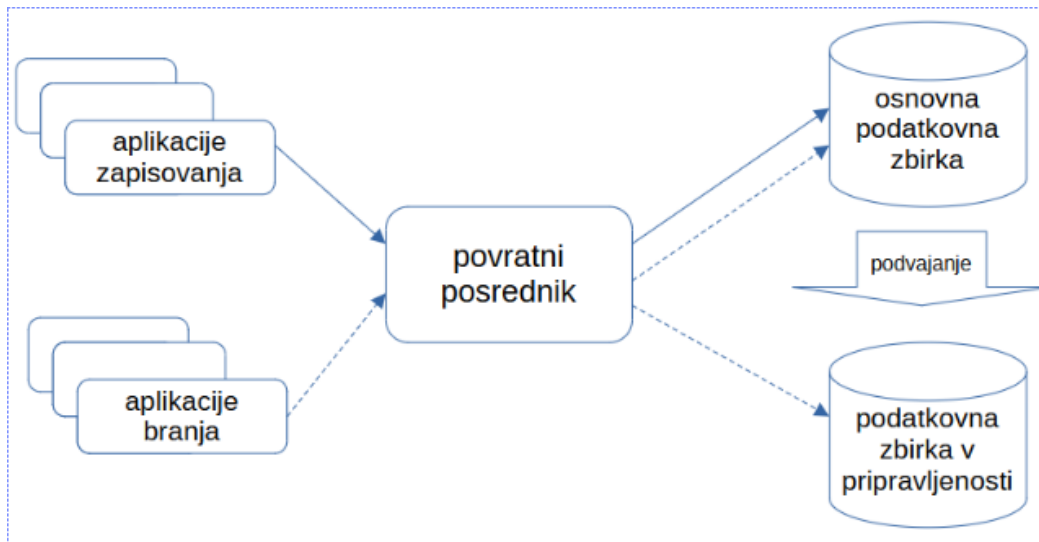 aplikacije
zapisovanja
osnovna
podatkovna
zbirka
povratni
posrednik
podvajanje
aplikacije
branja
podatkovna
zbirka v
pripravljenosti